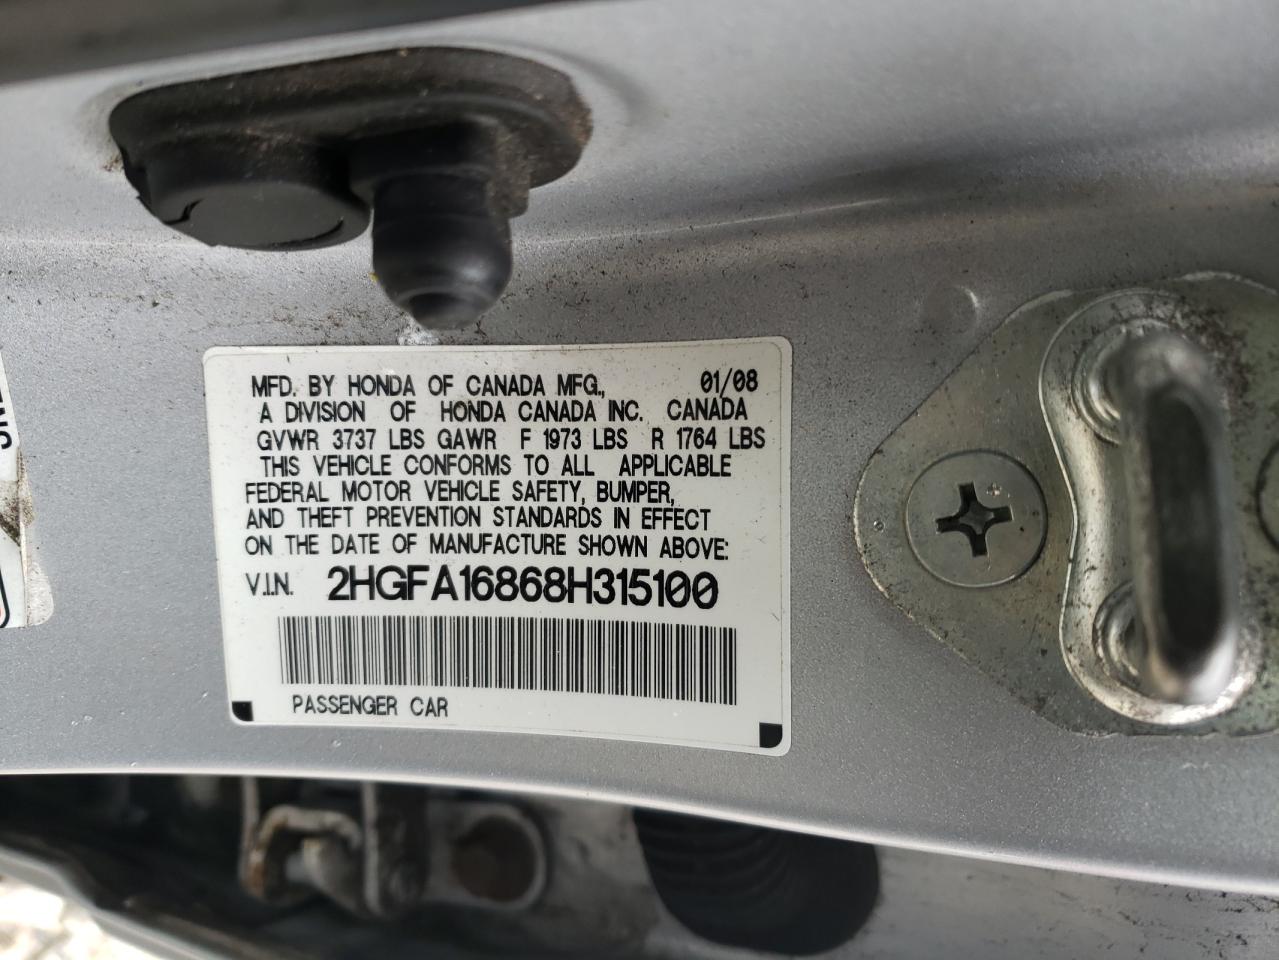 MFD. BY HONDA OF CANADA MFG., 01/08
A DIVISION OF HONDA CANADA INC. CANADA
GVWR 3737 LBS GAWR F 1973 LBS R 1764 LBS
THIS VEHICLE CONFORMS TO ALL APPLICABLE
FEDERAL MOTOR VEHICLE SAFETY, BUMPER,
AND THEFT PREVENTION STANDARDS IN EFFECT
ON THE DATE OF MANUFACTURE SHOWN ABOVE:
V.I.N. 2HGFA16868H315100
PASSENGER CAR